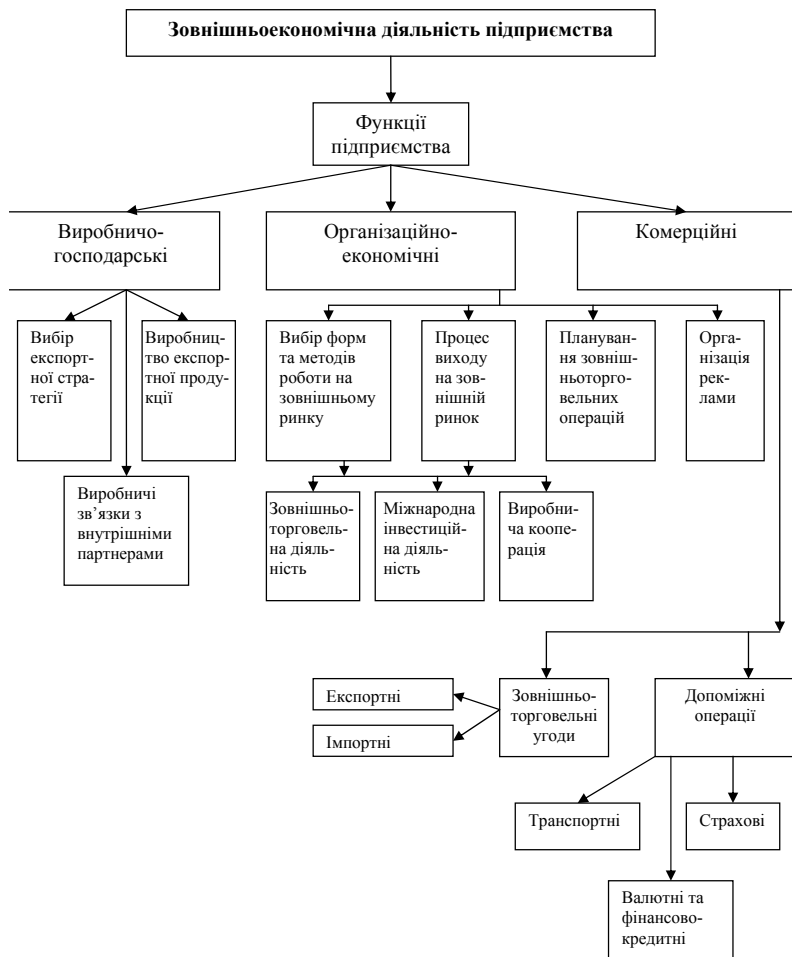 Зовнішньоекономічна діяльність підприємства
Функції
підприємства
Виробничо-
господарські
Організаційно-
економічні
Комерційні
Вибір
експорт-
ної стра-
тегії
Виробниц-
тво експор-
тної проду-
кції
Вибір форм
та методів
роботи на
зовнішньому
ринку
Процес
виходу
на зов-
нішній
ринок
Плануван-
ня зовніш-
ньоторго-
вельних
операцій
Орга-
нізація
рек-
лами
Виробничі
зв’язки з
внутрішніми
партнерами
Зовнішньо-
торговель-
на діяль-
ність
Міжнародна
інвестицій-
на діяль-
ність
Виробни-
ча коопе-
рація
Експортні
Імпортні
Зовнішньо-
торговельні
угоди
Допоміжні
операції
Транспортні
Страхові
Валютні та
фінансово-
кредитні